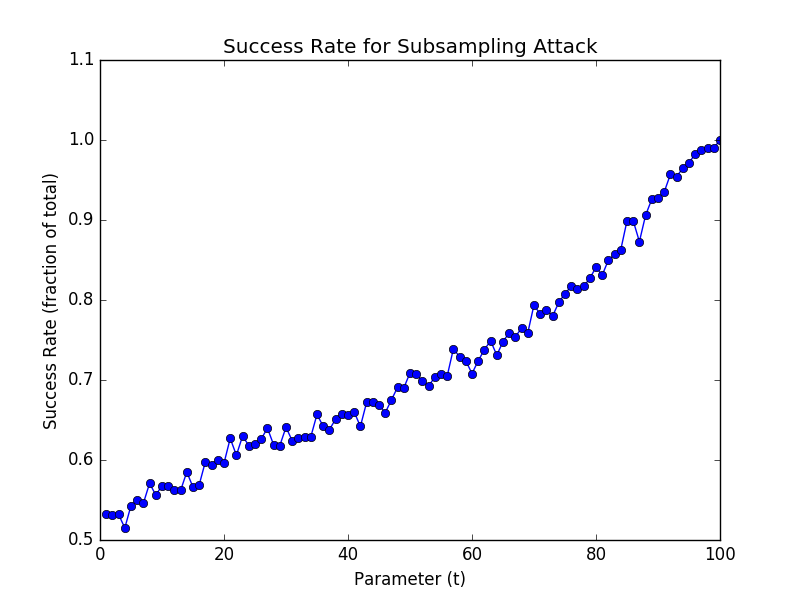 Success Rate for Subsampling Attack
1.1
1.0
0.9
0.8
0.7
0.6
0.5
Success Rate (fraction of total)
0 20 40 60 80 100
Parameter (t)